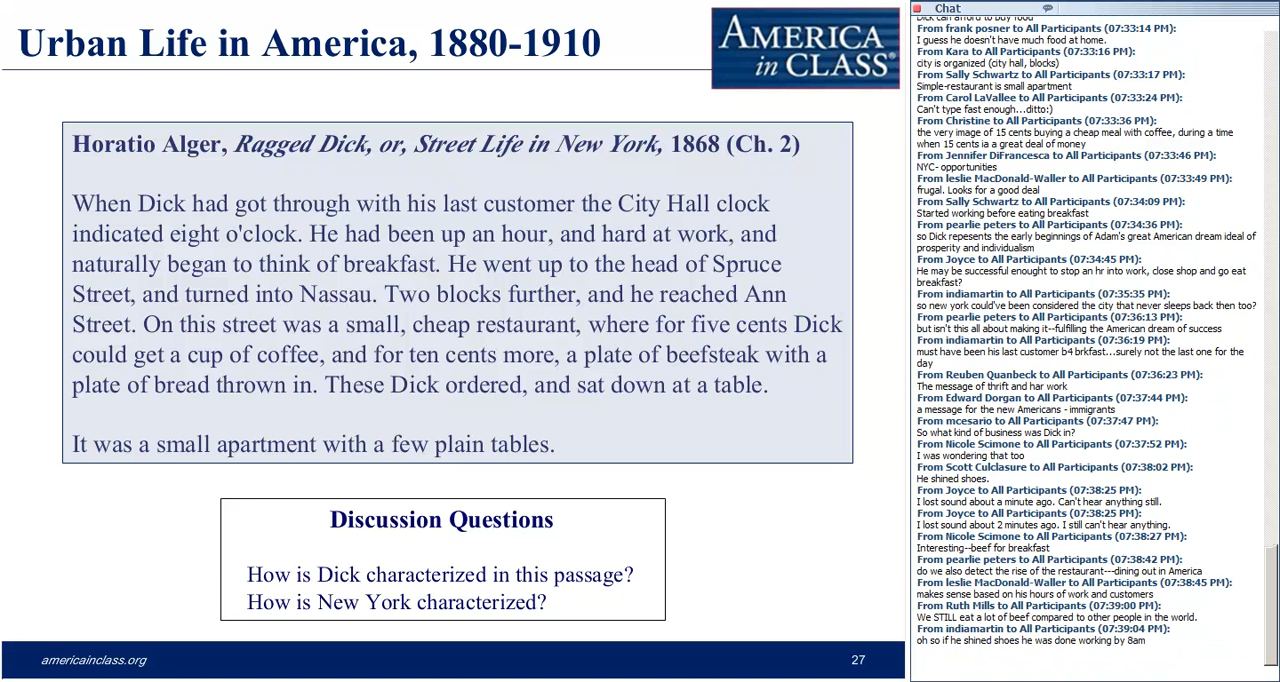 Urban Life in America, 1880-1910
AMERICA
in CLASS®
Horatio Alger, Ragged Dick, or, Street Life in New York, 1868 (Ch. 2)
When Dick had got through with his last customer the City Hall clock
indicated eight o'clock. He had been up an hour, and hard at work, and
naturally began to think of breakfast. He went up to the head of Spruce
Street, and turned into Nassau. Two blocks further, and he reached Ann
Street. On this street was a small, cheap restaurant, where for five cents Dick
could get a cup of coffee, and for ten cents more, a plate of beefsteak with a
plate of bread thrown in. These Dick ordered, and sat down at a table.
It was a small apartment with a few plain tables.
Discussion Questions
How is Dick characterized in this passage?
How is New York characterized?
americainclass.org
27
Chat
Dick can afford to buy food
From frank posner to All Participants (07:33:14 PM):
I guess he doesn't have much food at home.
From Kara to All Participants (07:33:16 PM):
city is organized (city hall, blocks)
From Sally Schwartz to All Participants (07:33:17 PM):
Simple-restaurant is small apartment
From Carol LaVallee to All Participants (07:33:24 PM):
Can't type fast enough...ditto:)
From Christine to All Participants (07:33:36 PM):
the very image of 15 cents buying a cheap meal with coffee, during a time
when 15 cents ia a great deal of money
From Jennifer DiFrancesca to All Participants (07:33:46 PM):
NYC- opportunities
From leslie MacDonald-Waller to All Participants (07:33:49 PM):
frugal. Looks for a good deal
From Sally Schwartz to All Participants (07:34:09 PM):
Started working before eating breakfast
From pearlie peters to All Participants (07:34:36 PM):
so Dick repesents the early beginnings of Adam's great American dream ideal of
prosperity and individualism
From Joyce to All Participants (07:34:45 PM):
He may be successful enought to stop an hr into work, close shop and go eat
breakfast?
From indiamartin to All Participants (07:35:35 PM):
so new york could've been considered the city that never sleeps back then too?
From pearlie peters to All Participants (07:36:13 PM):
but isn't this all about making it--fulfilling the American dream of success
From indiamartin to All Participants (07:36:19 PM):
must have been his last customer b4 brkfast...surely not the last one for the
day
From Reuben Quanbeck to All Participants (07:36:23 PM):
The message of thrift and har work
From Edward Dorgan to All Participants (07:37:44 PM):
a message for the new Americans - immigrants
From mcesario to All Participants (07:37:47 PM):
So what kind of business was Dick in?
From Nicole Scimone to All Participants (07:37:52 PM):
I was wondering that too
From Scott Culclasure to All Participants (07:38:02 PM):
He shined shoes.
From Joyce to All Participants (07:38:25 PM):
I lost sound about a minute ago. Can't hear anything still.
From Joyce to All Participants (07:38:25 PM):
I lost sound about 2 minutes ago. I still can't hear anything.
From Nicole Scimone to All Participants (07:38:27 PM):
Interesting--beef for breakfast
From pearlie peters to All Participants (07:38:42 PM):
do we also detect the rise of the restaurant---dining out in America
From leslie MacDonald-Waller to All Participants (07:38:45 PM):
makes sense based on his hours of work and customers
From Ruth Mills to All Participants (07:39:00 PM):
We STILL eat a lot of beef compared to other people in the world.
From indiamartin to All Participants (07:39:04 PM):
oh so if he shined shoes he was done working by 8am